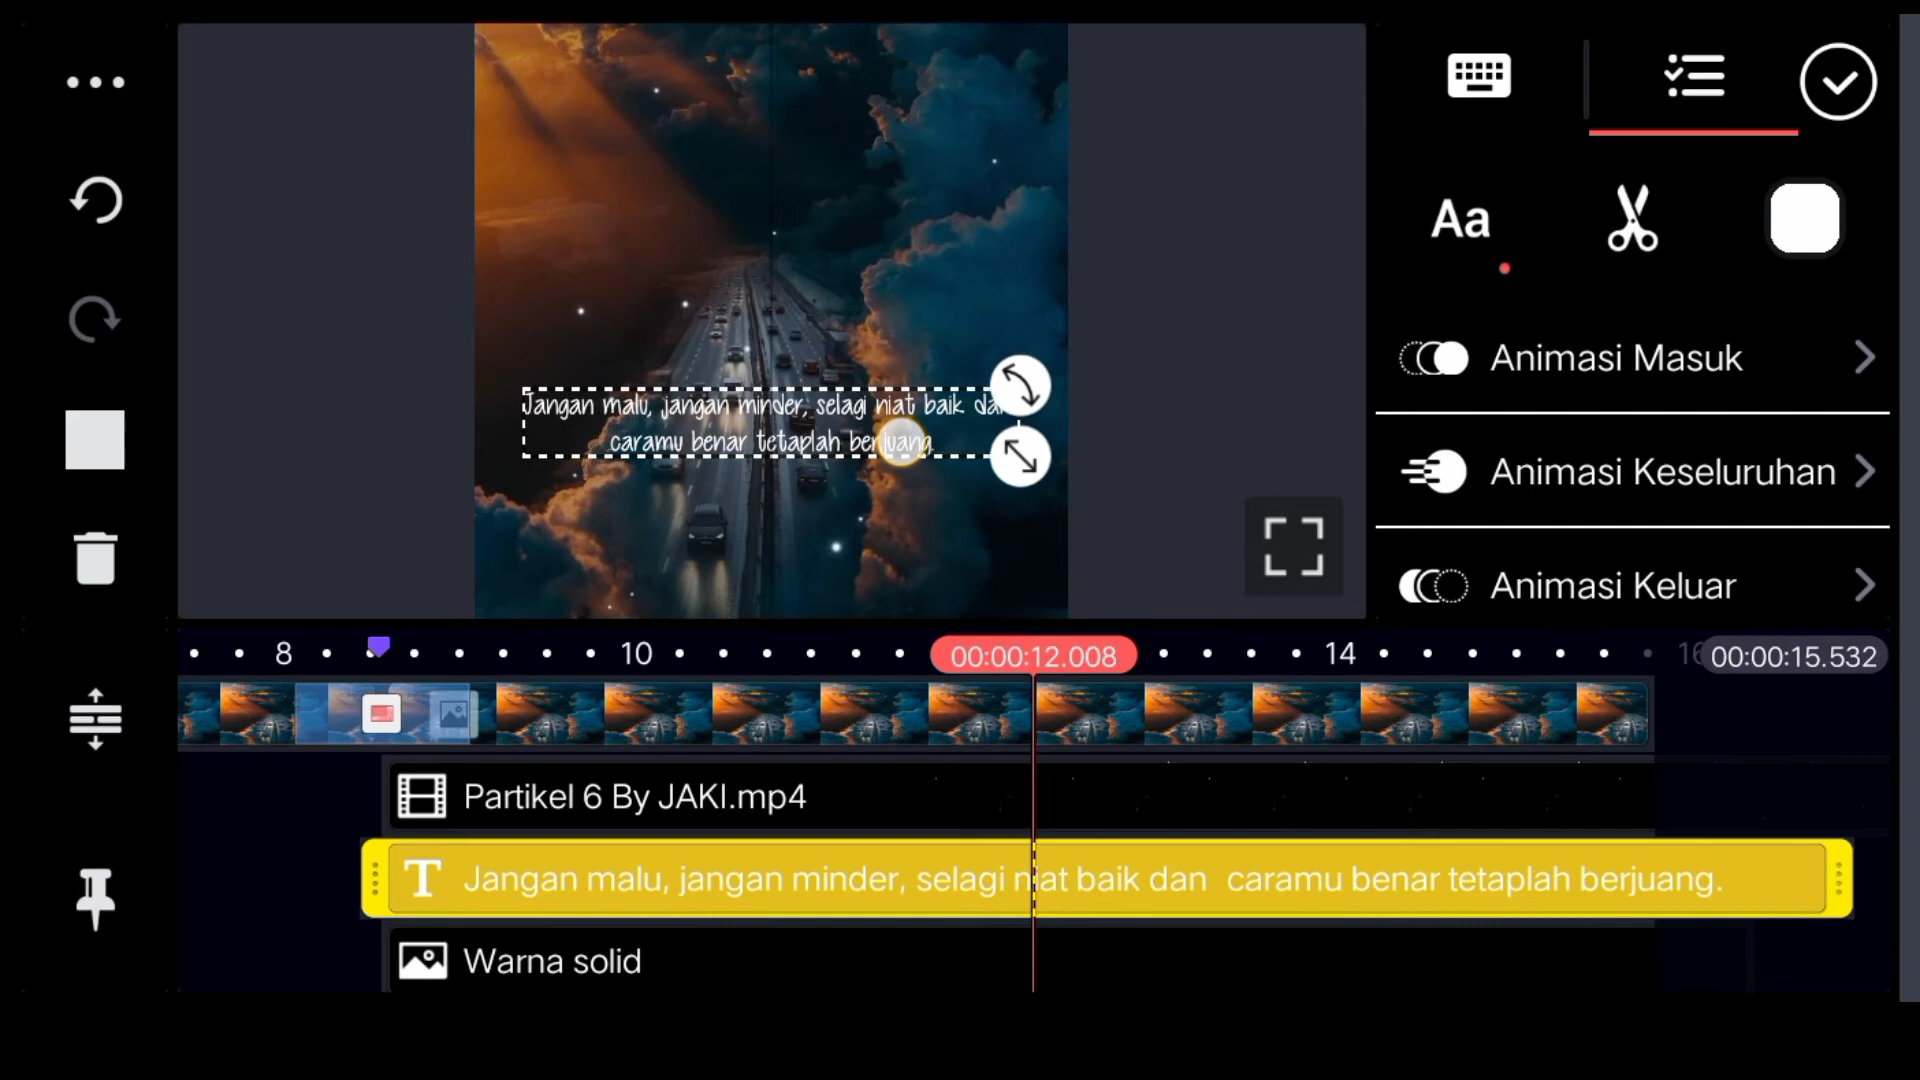 Jangan malu, jangan minder, selagi niat baik dan
caramu benar tetaplah berjuang.
Aa
Animasi Masuk
Animasi Keseluruhan
Animasi Keluar
8
10
00:00:12.008
14
16
00:00:15.532
Partikel 6 By JAKI.mp4
T Jangan malu, jangan minder, selagi niat baik dan  caramu benar tetaplah berjuang.
Warna solid